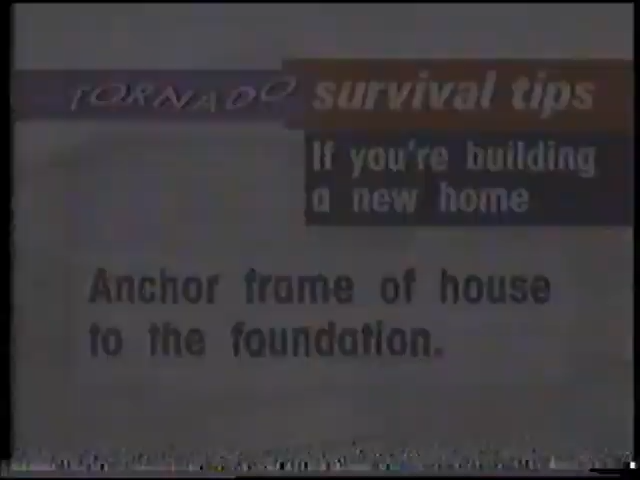 TORNADO survival tips
If you're building
a new home
Anchor frame of house
to the foundation.